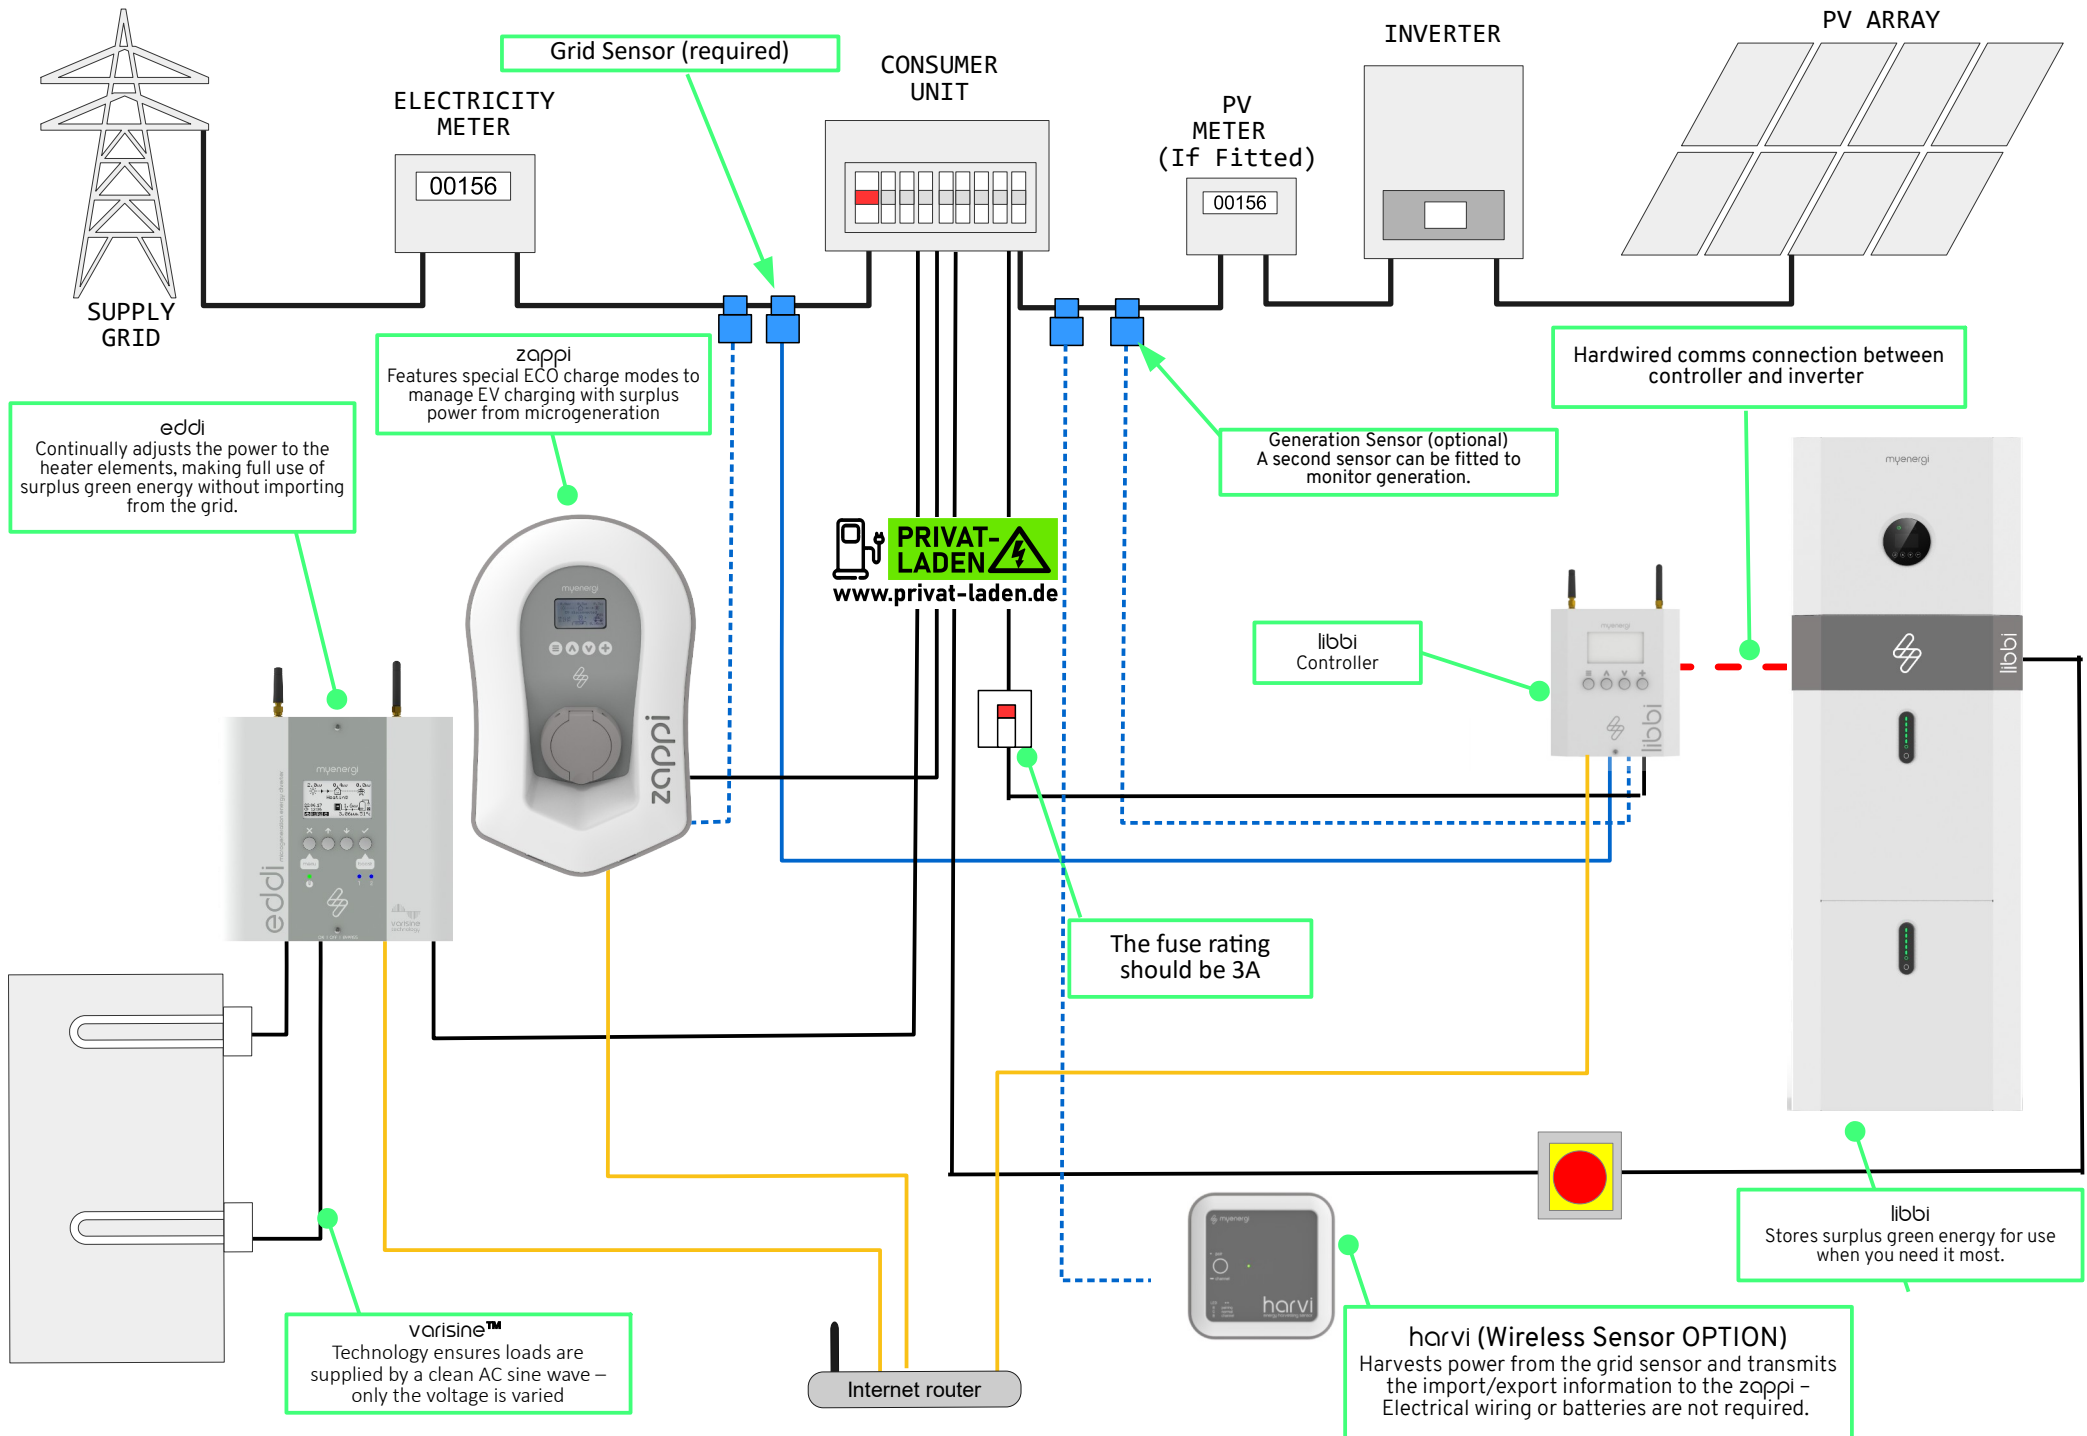 PV ARRAY
INVERTER
Grid Sensor (required)
CONSUMER
UNIT
ELECTRICITY
METER
PV
METER
(If Fitted)
00156
00156
SUPPLY
GRID
zappi
Features special ECO charge modes to
manage EV charging with surplus
power from microgeneration
Hardwired comms connection between
controller and inverter
eddi
Continually adjusts the power to the
heater elements, making full use of
surplus green energy without importing
from the grid.
Generation Sensor (optional)
A second sensor can be fitted to
monitor generation.
myenergi
PRIVAT-
LADEN
www.privat-laden.de
myenergi
zappi
libbi
Controller
myenergi
libbi
libbi
myenergi
eddi
microgeneration energy diverter
varisine
technology
The fuse rating
should be 3A
libbi
Stores surplus green energy for use
when you need it most.
myenergi
harvi
varisine™
Technology ensures loads are
supplied by a clean AC sine wave –
only the voltage is varied
Internet router
harvi (Wireless Sensor OPTION)
Harvests power from the grid sensor and transmits
the import/export information to the zappi –
Electrical wiring or batteries are not required.